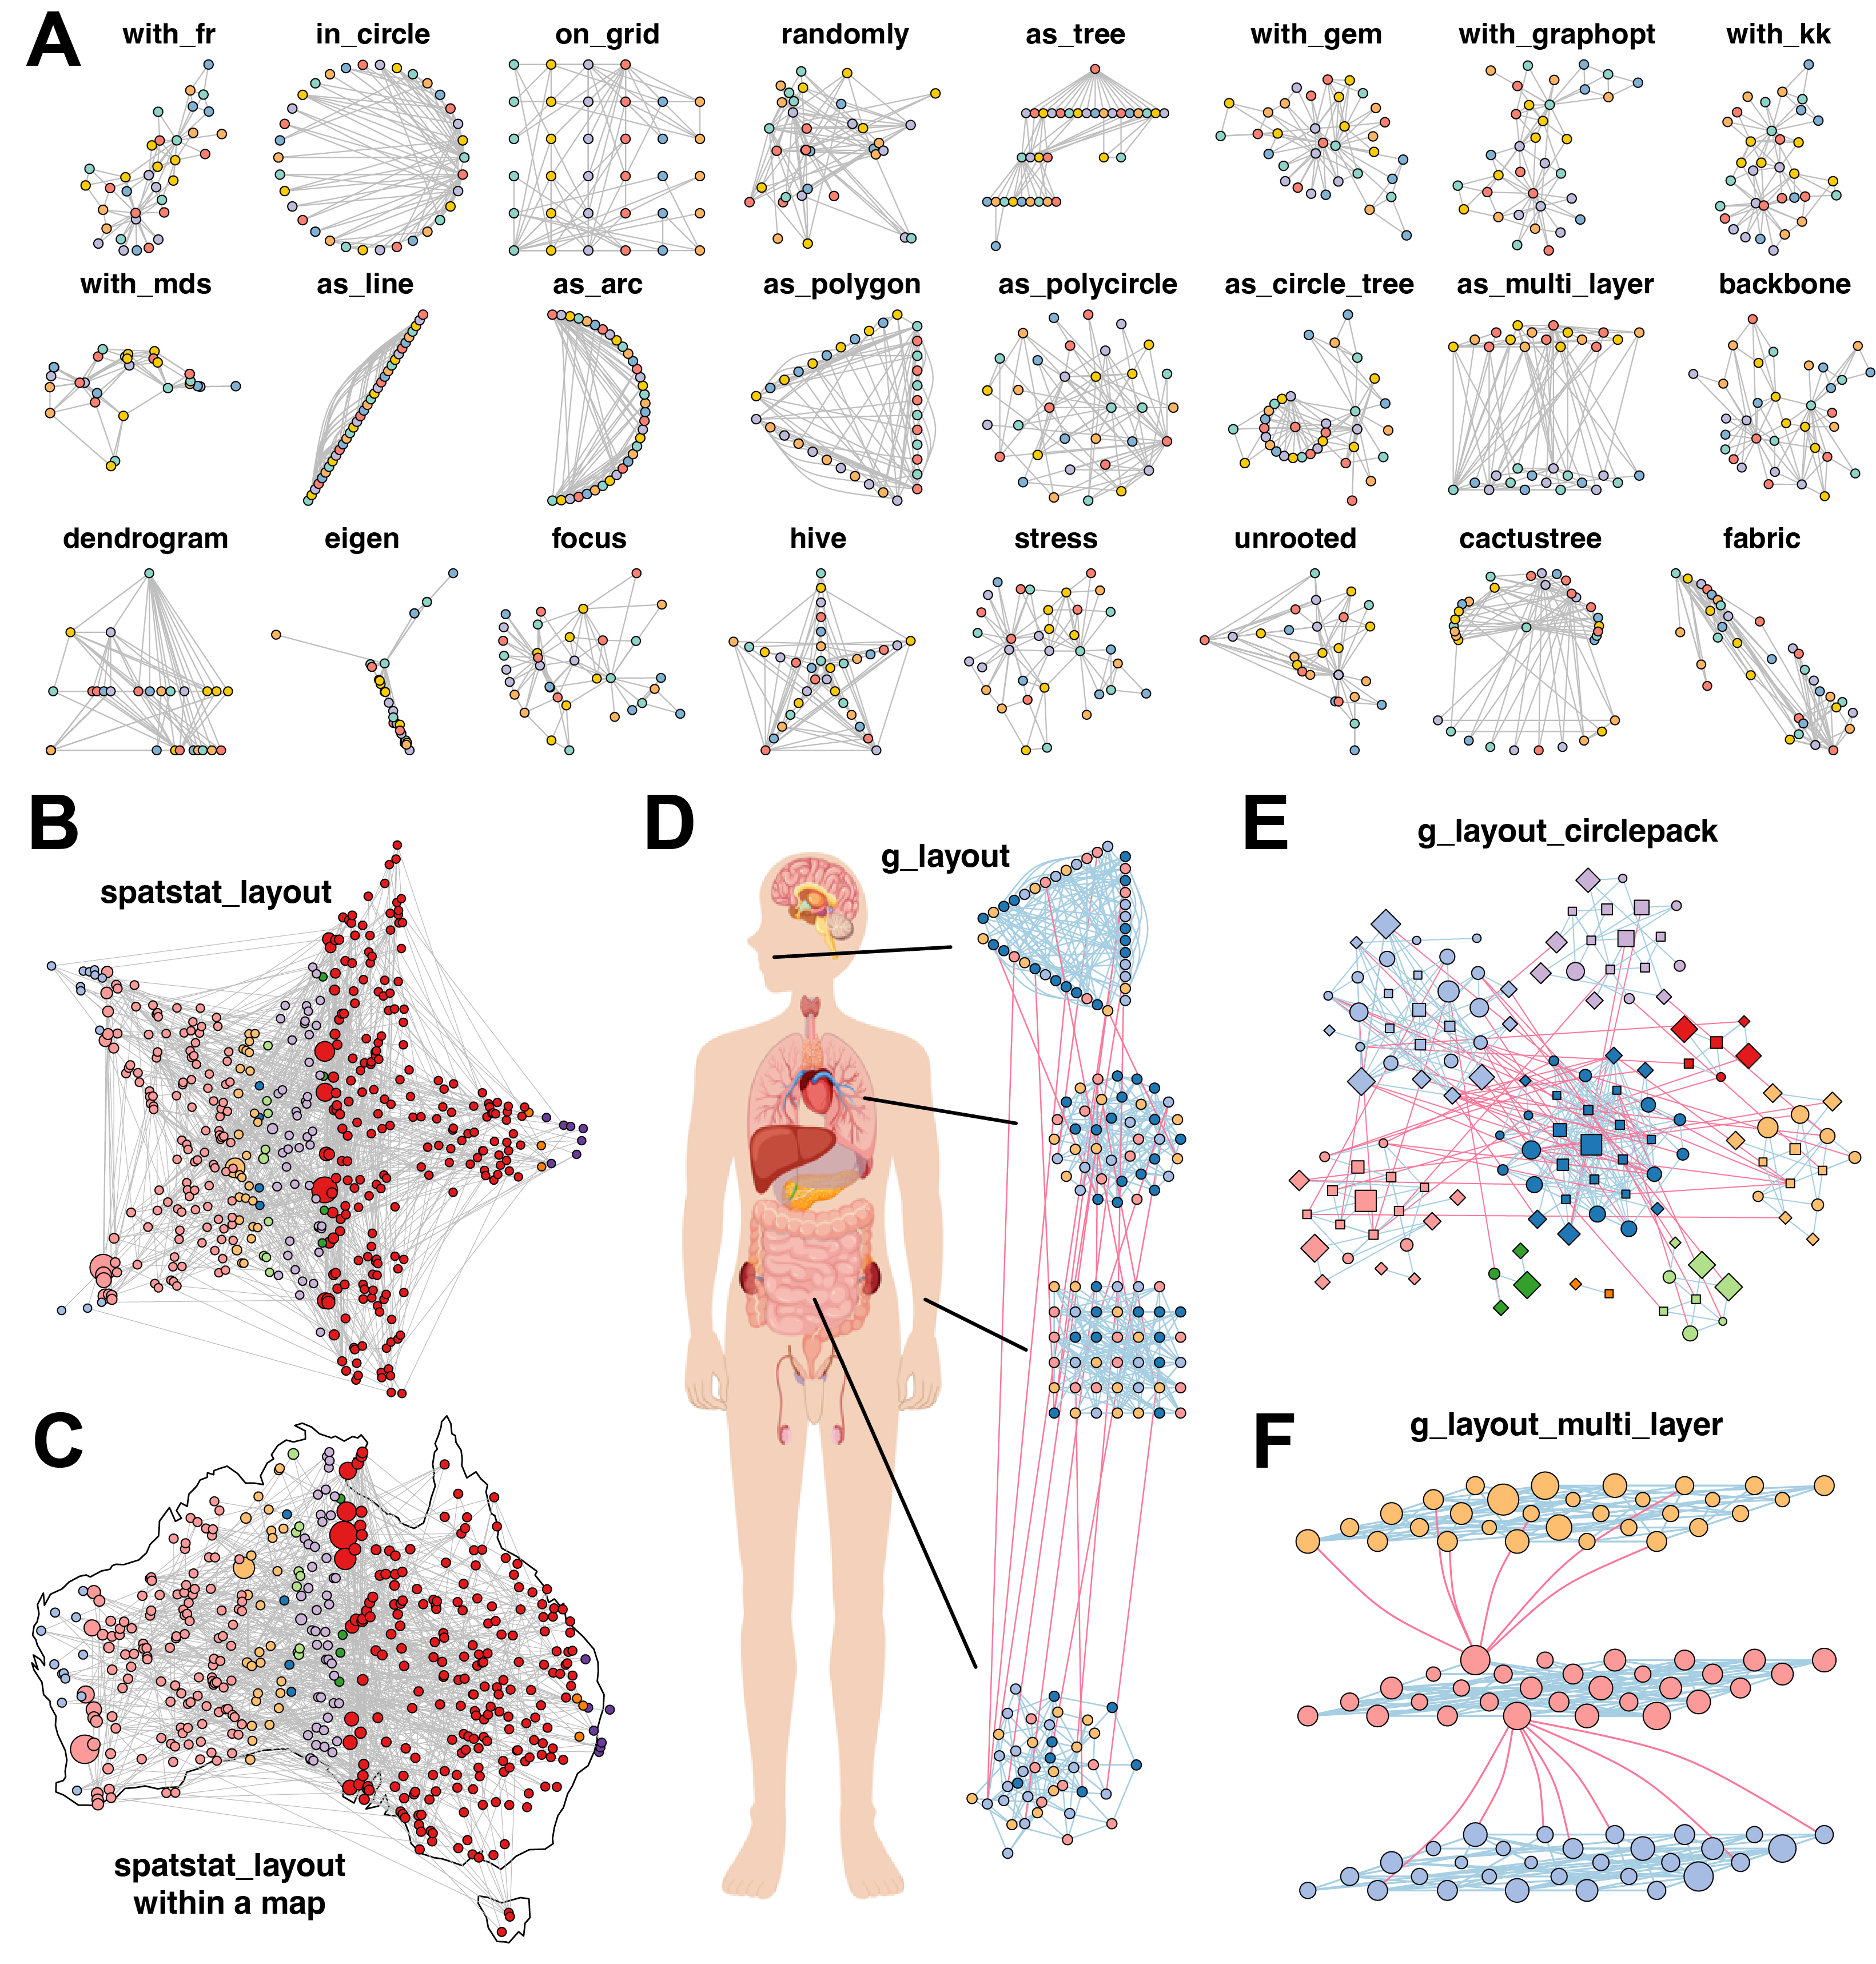 A
with_fr
in_circle
on_grid
randomly
as_tree
with_gem
with_graphopt
with_kk
with_mds
as_line
as_arc
as_polygon
as_polycircle
as_circle_tree
as_multi_layer
backbone
dendrogram
eigen
focus
hive
stress
unrooted
cactustree
fabric
B
spatstat_layout
C
spatstat_layout
within a map
D
g_layout
E
g_layout_circlepack
F
g_layout_multi_layer